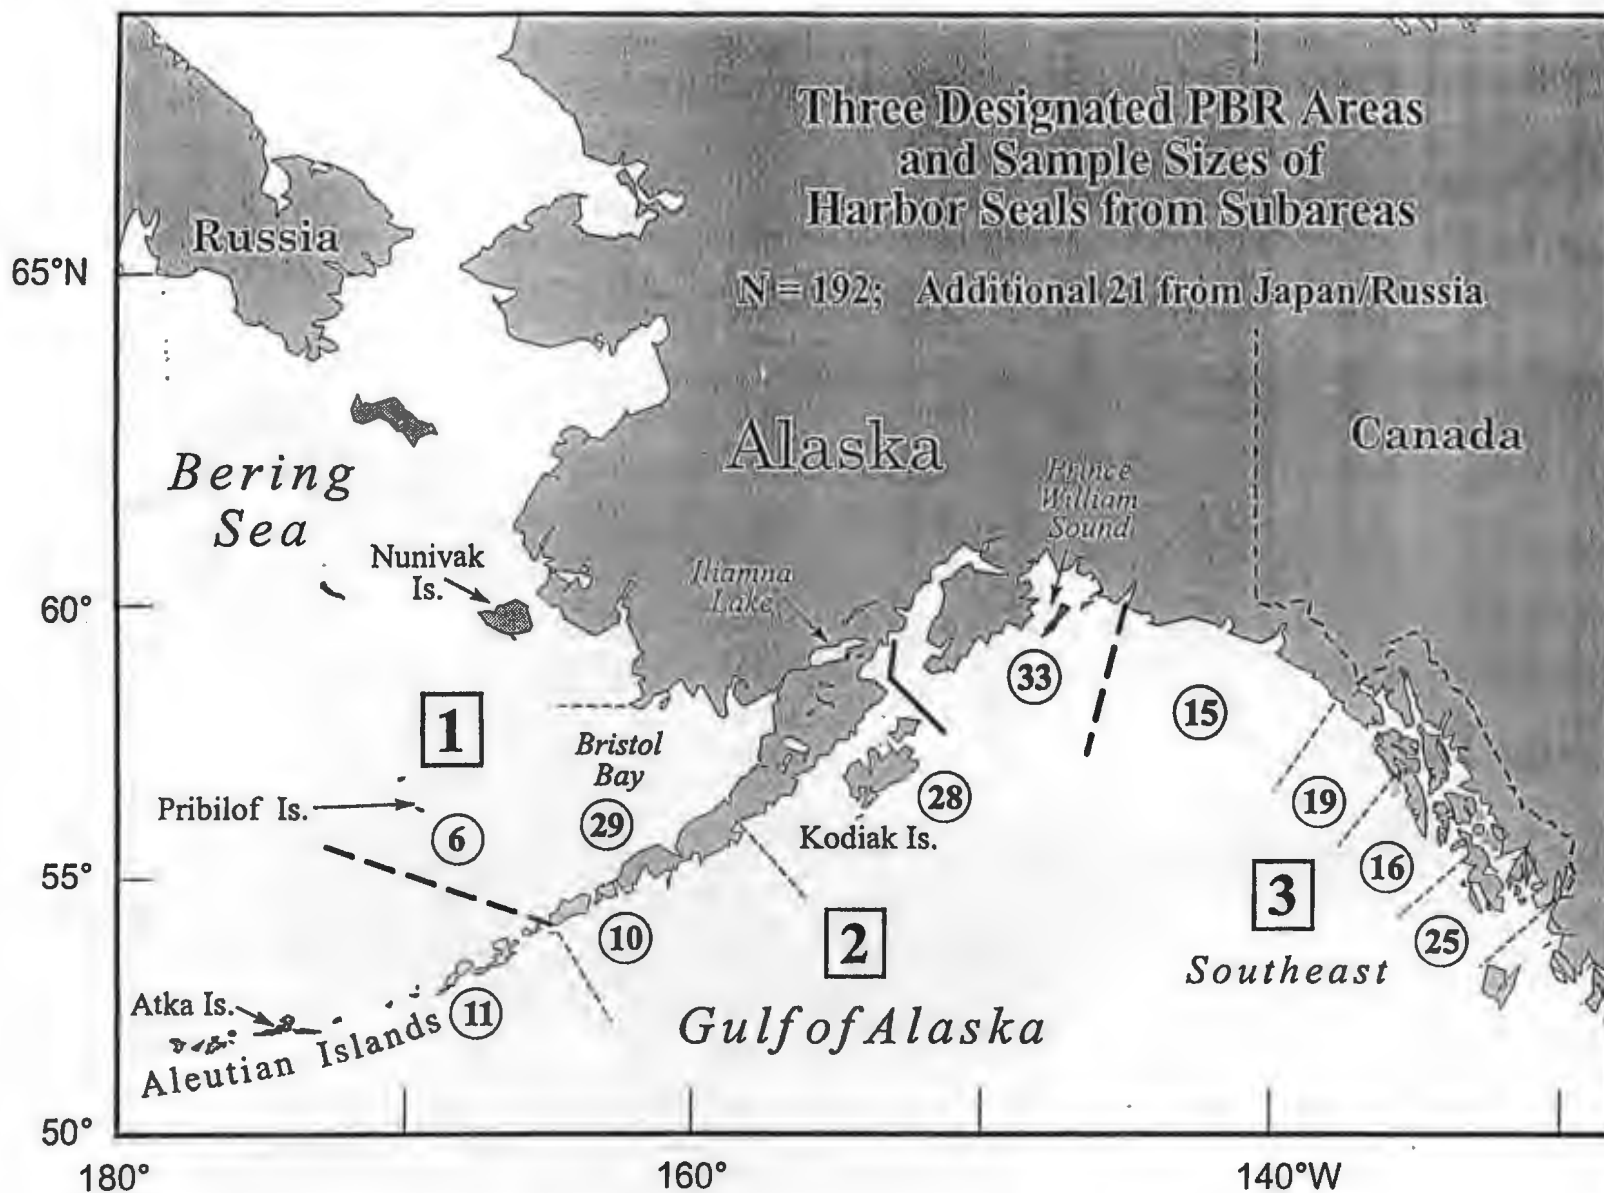 Three Designated PBR Areas
and Sample Sizes of
Harbor Seals from Subareas
N = 192; Additional 21 from Japan/Russia
Russia
65°N
Alaska
Canada
Bering
Sea
Prince
William
Sound
Nunivak
Is.
Iliamna
Lake
60°
33
15
1
Bristol
Bay
Pribilof Is.
6
29
28
19
Kodiak Is.
55°
16
3
10
2
25
Southeast
Atka Is.
11
Gulf of Alaska
Aleutian Islands
50°
180°
160°
140°W